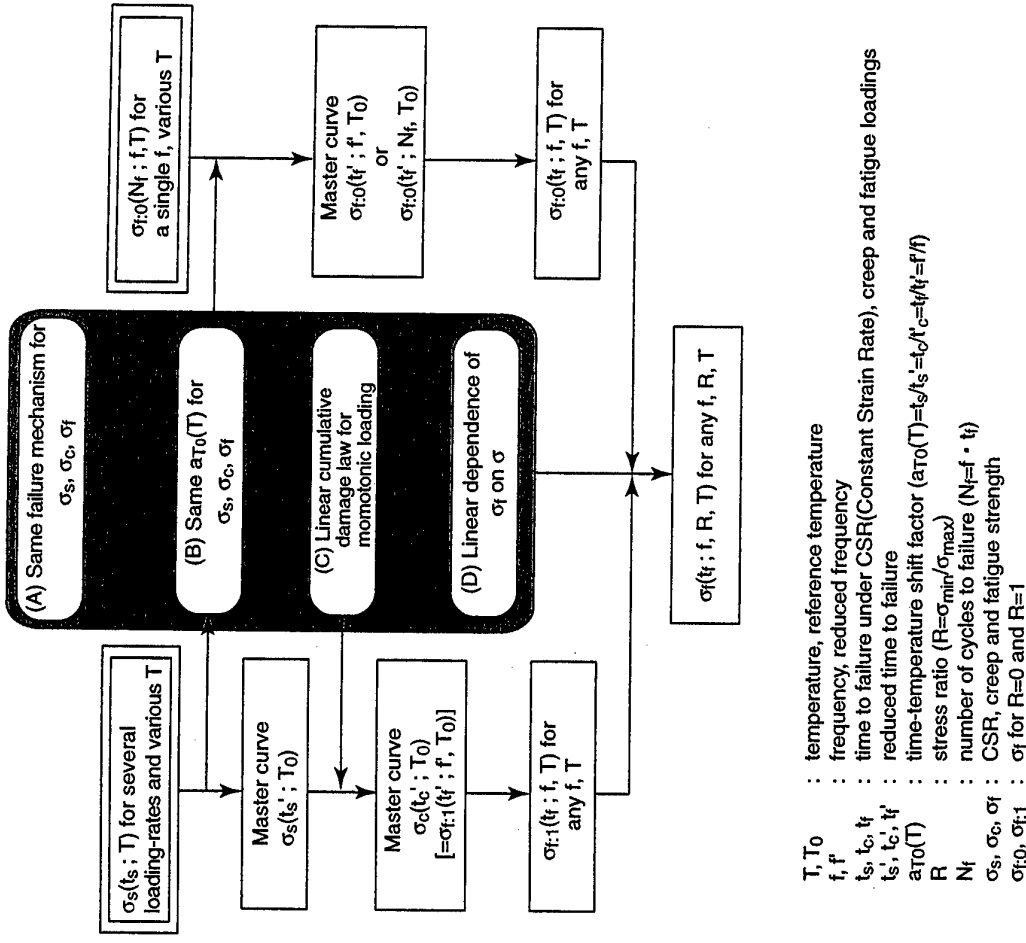 σs(ts ; T) for several
loading-rates and various T
Master curve
σs(ts' ; T0)
Master curve
σc(tc' ; T0)
[=σf:1(tf' ; f', T0)]
σf:1(tf ; f, T) for
any f, T
(A) Same failure mechanism for
σs, σc, σf
(B) Same aT0(T) for
σs, σc, σf
(C) Linear cumulative
damage law for
momotonic loading
(D) Linear dependence of
σf on σ
σf:0(Nf ; f,T) for
a single f, various T
Master curve
σf:0(tf' ; f', T0)
or
σf:0(tf' ; Nf, T0)
σf:0(tf ; f, T) for
any f, T
σf(tf ; f, R, T) for any f, R, T
T, T0 : temperature, reference temperature
f, f' : frequency, reduced frequency
ts, tc, tf : time to failure under CSR(Constant Strain Rate), creep and fatigue loadings
ts', tc', tf' : reduced time to failure
aT0(T) : time-temperature shift factor (aT0(T)=ts/ts'=tc/t'c=tf/tf'=f'/f)
R : stress ratio (R=σmin/σmax)
Nf : number of cycles to failure (Nf=f • tf)
σs, σc, σf : CSR, creep and fatigue strength
σf:0, σf:1 : σf for R=0 and R=1